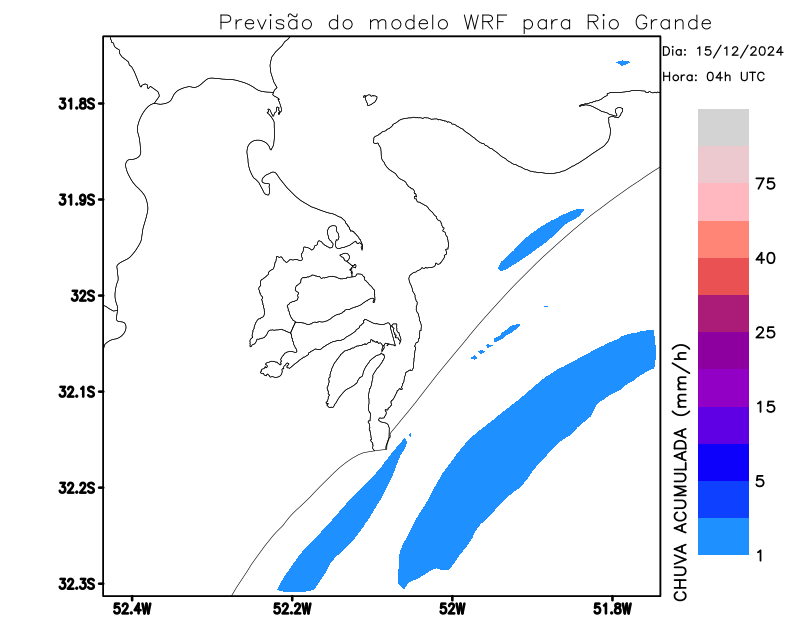 Previsão do modelo WRF para Rio Grande
Dia: 15/12/2024
Hora: 04h UTC
31.8S
31.9S
32S
32.1S
32.2S
32.3S
52.4W
52.2W
52W
51.8W
75
40
25
15
5
1
CHUVA ACUMULADA (mm/h)